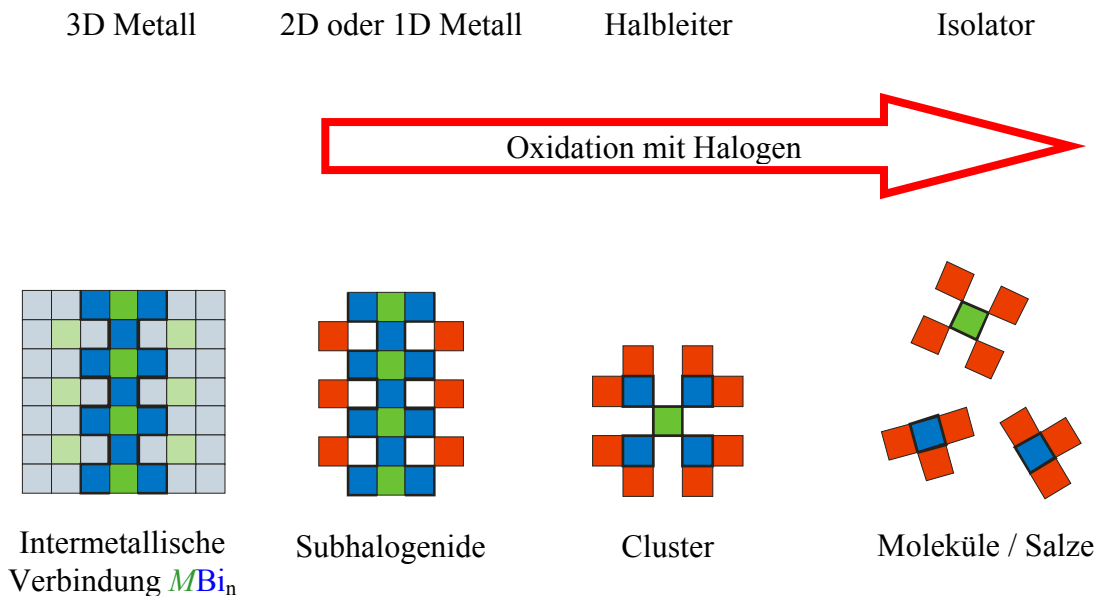 3D Metall
2D oder 1D Metall
Halbleiter
Isolator
Oxidation mit Halogen
Intermetallische
Verbindung MBin
Subhalogenide
Cluster
Moleküle / Salze